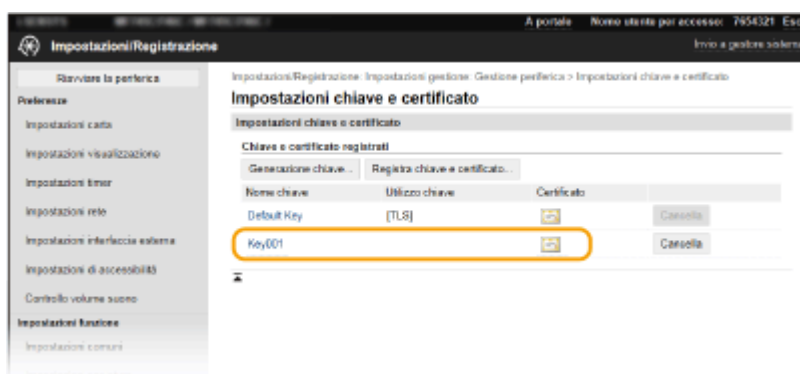 A portale Nome utente per accesso: 7654321 Esc
Impostazioni/Registrazione
Invio a gestore sistema
Riavviare la periferica
Impostazioni/Registrazione: Impostazioni gestione: Gestione periferica > Impostazioni chiave e certificato
Preferenze
Impostazioni chiave e certificato
Impostazioni carta
Impostazioni chiave e certificato
Impostazioni visualizzazione
Chiave e certificato registrati
Generazione chiave... Registra chiave e certificato...
Impostazioni timer
Nome chiave Utilizzo chiave Certificato
Impostazioni rete
Default Key [TLS] Cancella
Impostazioni interfaccia esterna
Key001 Cancella
Impostazioni di accessibilità
Controllo volume suono
Impostazioni funzione
Impostazioni comuni